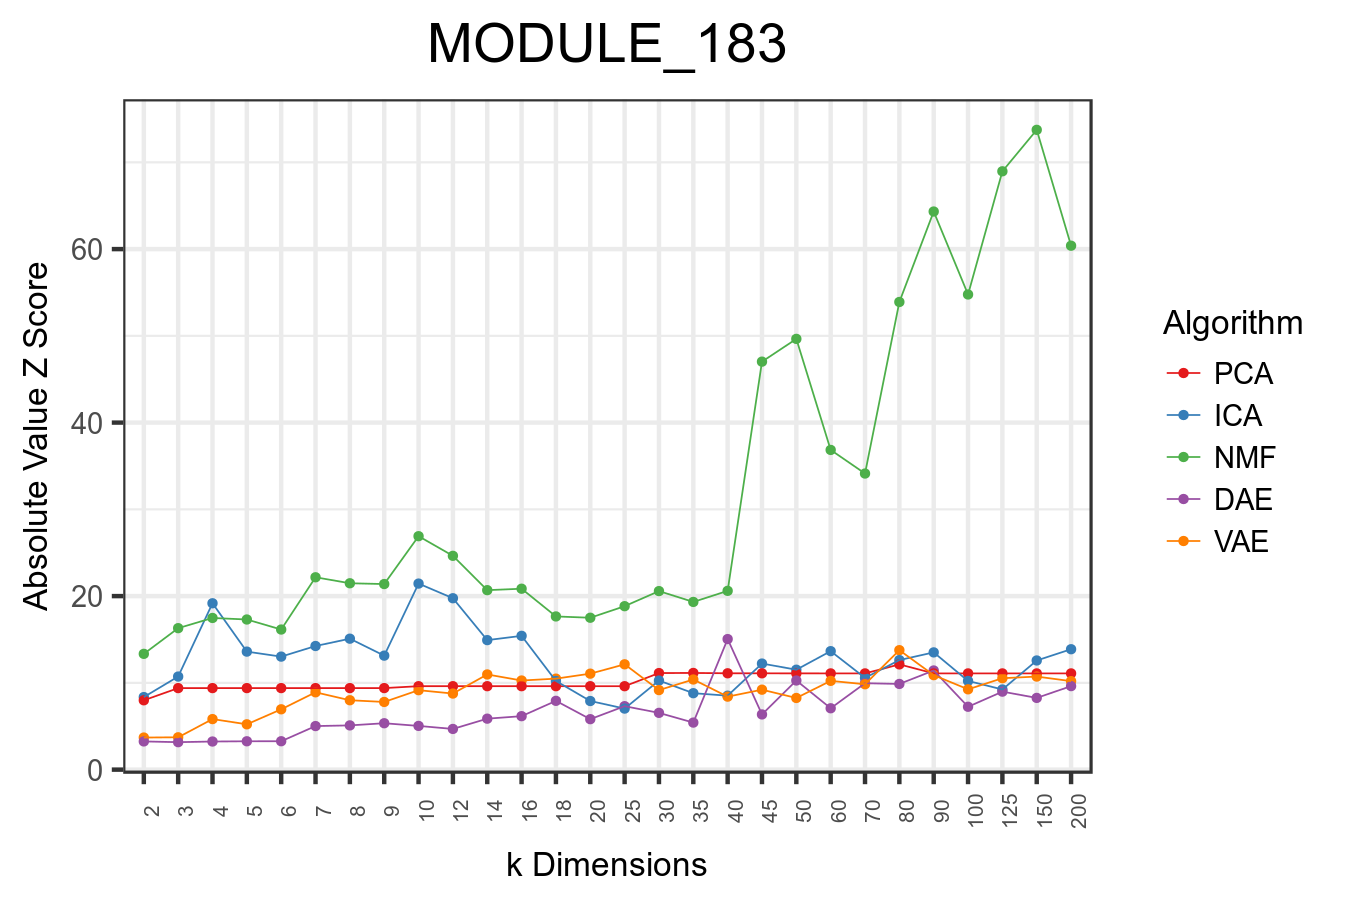 MODULE_183
Absolute Value Z Score
60
40
20
0
2 3 4 5 6 7 8 9 10 12 14 16 18 20 25 30 35 40 45 50 60 70 80 90 100 125 150 200
k Dimensions
Algorithm
PCA
ICA
NMF
DAE
VAE